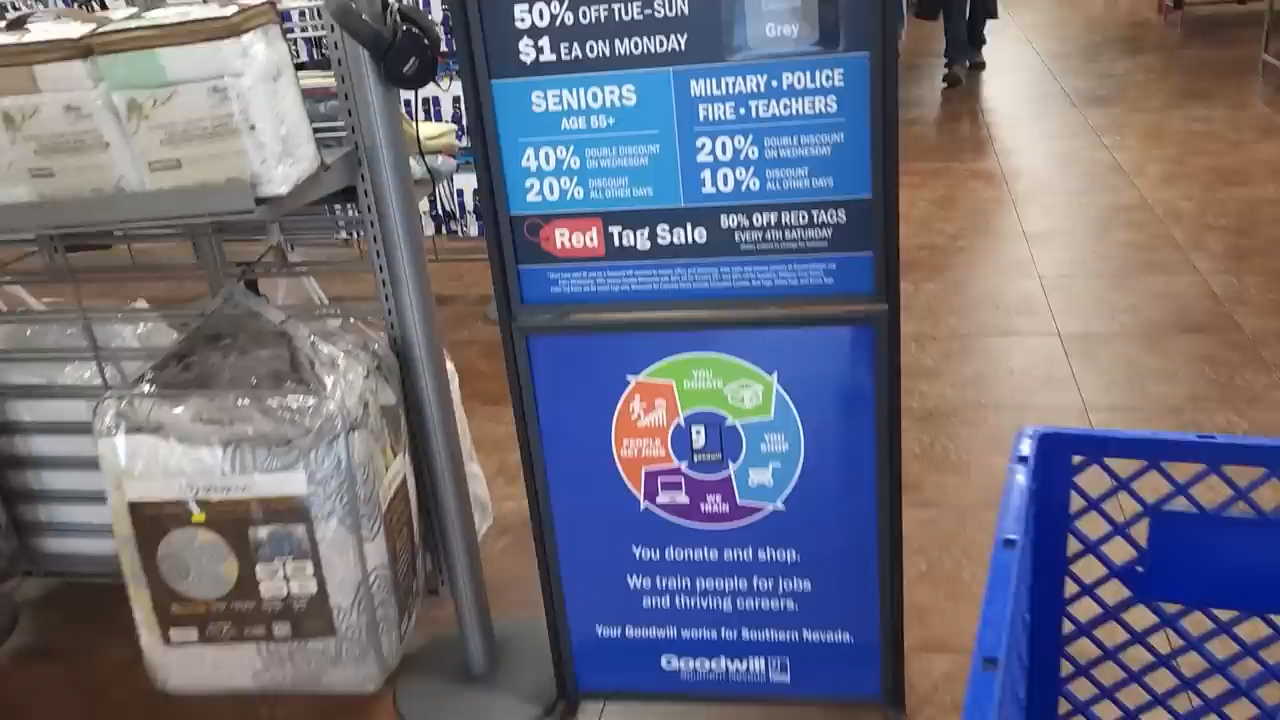 50% OFF TUE-SUN
$1 EA ON MONDAY
Grey
SENIORS
AGE 55+
40% DOUBLE DISCOUNT ON WEDNESDAY
20% DISCOUNT ALL OTHER DAYS
MILITARY • POLICE
FIRE • TEACHERS
20% DOUBLE DISCOUNT ON WEDNESDAY
10% DISCOUNT ALL OTHER DAYS
Red Tag Sale
50% OFF RED TAGS
EVERY 4TH SATURDAY
YOU DONATE
YOU SHOP
WE TRAIN
PEOPLE GET JOBS
You donate and shop.
We train people for jobs
and thriving careers.
Your Goodwill works for Southern Nevada.
Goodwill
Southern Nevada